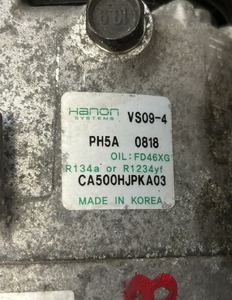 Hanon VS09-4
SYSTEMS
PH5A 0818
OIL:FD46XG
R134a or R1234yf
CA500HJPKA03
MADE IN KOREA